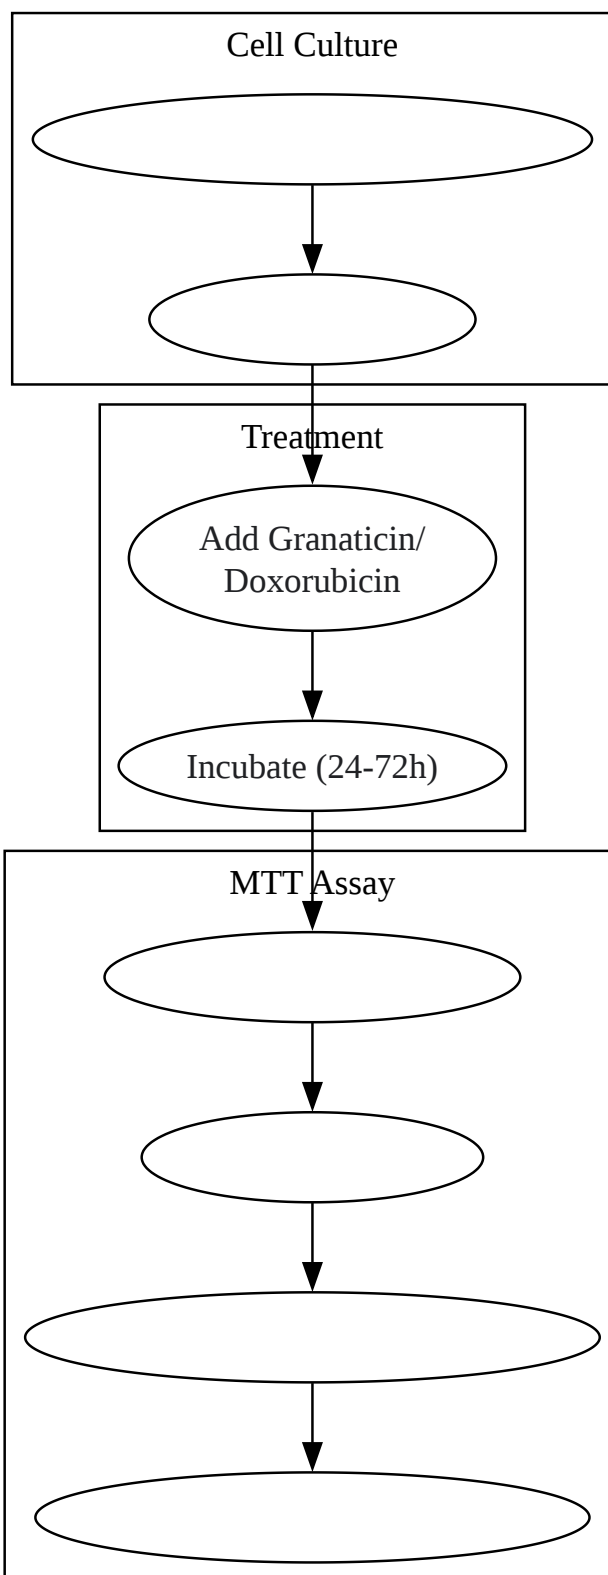 Cell Culture
Treatment
Add Granaticin/
Doxorubicin
Incubate (24-72h)
MTT Assay